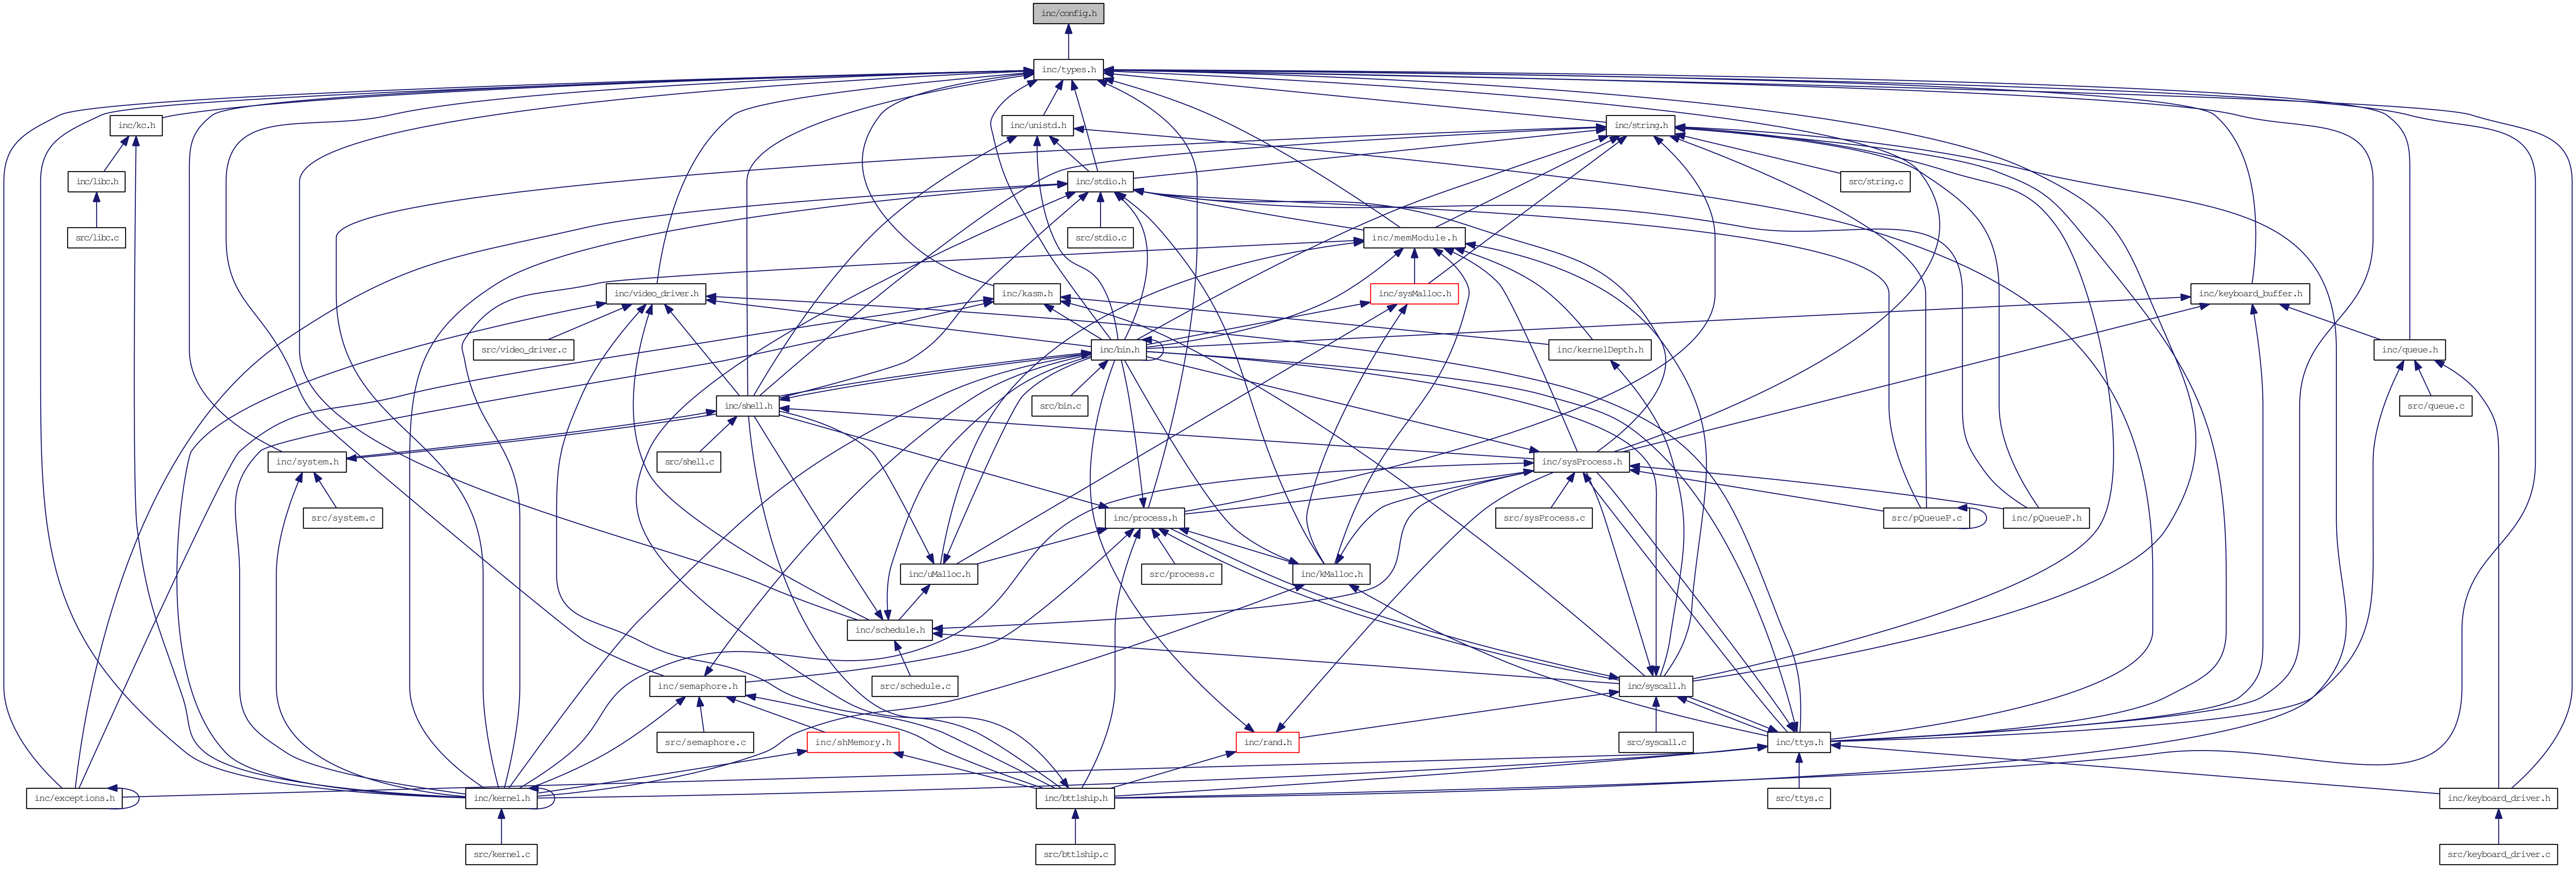 inc/config.h
inc/types.h
inc/kc.h
inc/unistd.h
inc/string.h
inc/libc.h
inc/stdio.h
src/string.c
src/libc.c
src/stdio.c
inc/memModule.h
inc/video_driver.h
inc/kasm.h
inc/sysMalloc.h
inc/keyboard_buffer.h
src/video_driver.c
inc/bin.h
inc/kernelDepth.h
inc/queue.h
inc/shell.h
src/bin.c
src/queue.c
inc/system.h
src/shell.c
inc/sysProcess.h
src/system.c
inc/process.h
src/sysProcess.c
src/pQueueP.c
inc/pQueueP.h
inc/uMalloc.h
src/process.c
inc/kMalloc.h
inc/schedule.h
inc/semaphore.h
src/schedule.c
inc/syscall.h
src/semaphore.c
inc/shMemory.h
inc/rand.h
src/syscall.c
inc/ttys.h
inc/exceptions.h
inc/kernel.h
inc/bttlship.h
src/ttys.c
inc/keyboard_driver.h
src/kernel.c
src/bttlship.c
src/keyboard_driver.c